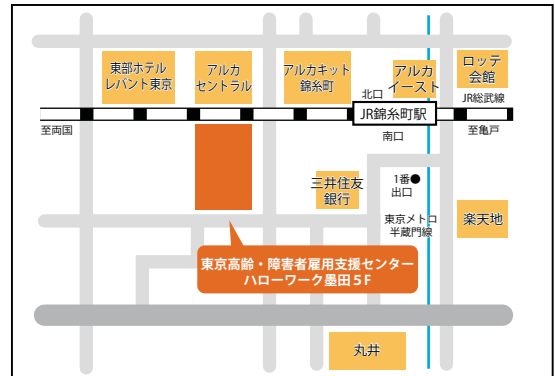 東部ホテル
レバント東京
アルカ
セントラル
アルカキット
錦糸町
アルカ
イースト
ロッテ
会館
北口
JR総武線
JR錦糸町駅
至両国
南口
至亀戸
三井住友
銀行
1番●
出口
東京メトロ
半蔵門線
楽天地
東京高齢・障害者雇用支援センター
ハローワーク墨田5F
丸井